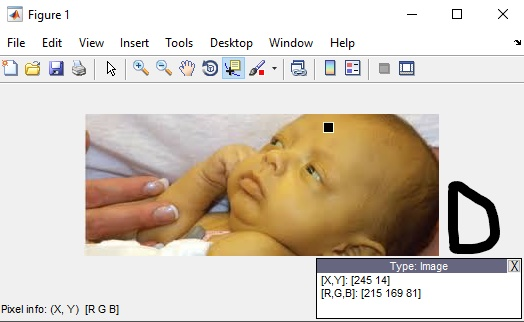 Figure 1
File Edit View Insert Tools Desktop Window Help
D
Type: Image X
[X,Y]: [245 14]
[R,G,B]: [215 169 81]
Pixel info: (X, Y) [R G B]